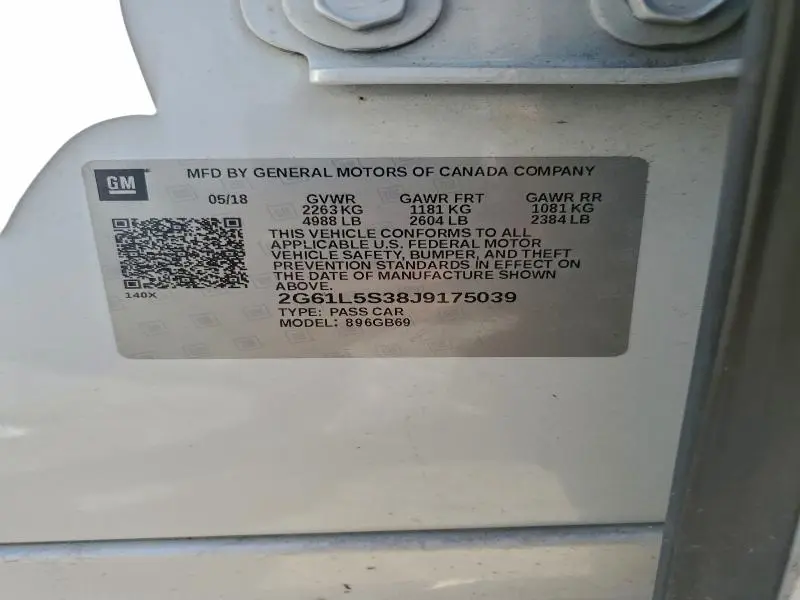 GM
MFD BY GENERAL MOTORS OF CANADA COMPANY
05/18 GVWR GAWR FRT GAWR RR
2263 KG 1181 KG 1081 KG
4988 LB 2604 LB 2384 LB
THIS VEHICLE CONFORMS TO ALL
APPLICABLE U.S. FEDERAL MOTOR
VEHICLE SAFETY, BUMPER, AND THEFT
PREVENTION STANDARDS IN EFFECT ON
THE DATE OF MANUFACTURE SHOWN
ABOVE.
140X
2G61L5S38J9175039
TYPE: PASS CAR
MODEL: 896GB69